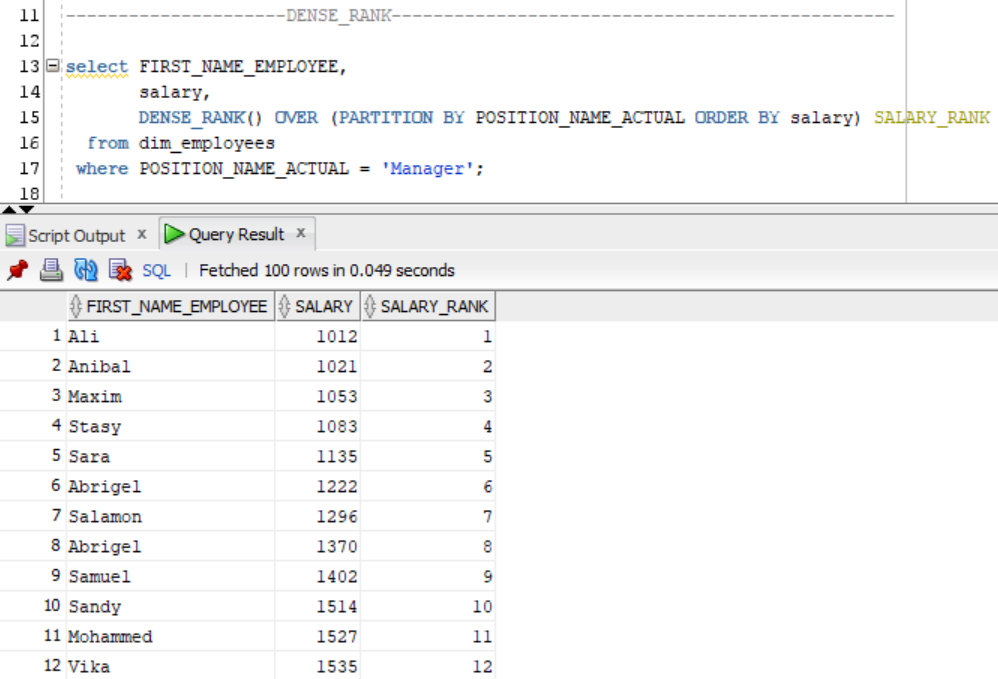 11 ---------------------DENSE_RANK-----------------------------------------------
12
13 select FIRST_NAME_EMPLOYEE,
14 salary,
15 DENSE_RANK() OVER (PARTITION BY POSITION_NAME_ACTUAL ORDER BY salary) SALARY_RANK
16 from dim_employees
17 where POSITION_NAME_ACTUAL = 'Manager';
18
Script Output x Query Result x
SQL | Fetched 100 rows in 0.049 seconds
FIRST_NAME_EMPLOYEE SALARY SALARY_RANK
1 Ali 1012 1
2 Anibal 1021 2
3 Maxim 1053 3
4 Stasy 1083 4
5 Sara 1135 5
6 Abrigel 1222 6
7 Salamon 1296 7
8 Abrigel 1370 8
9 Samuel 1402 9
10 Sandy 1514 10
11 Mohammed 1527 11
12 Vika 1535 12